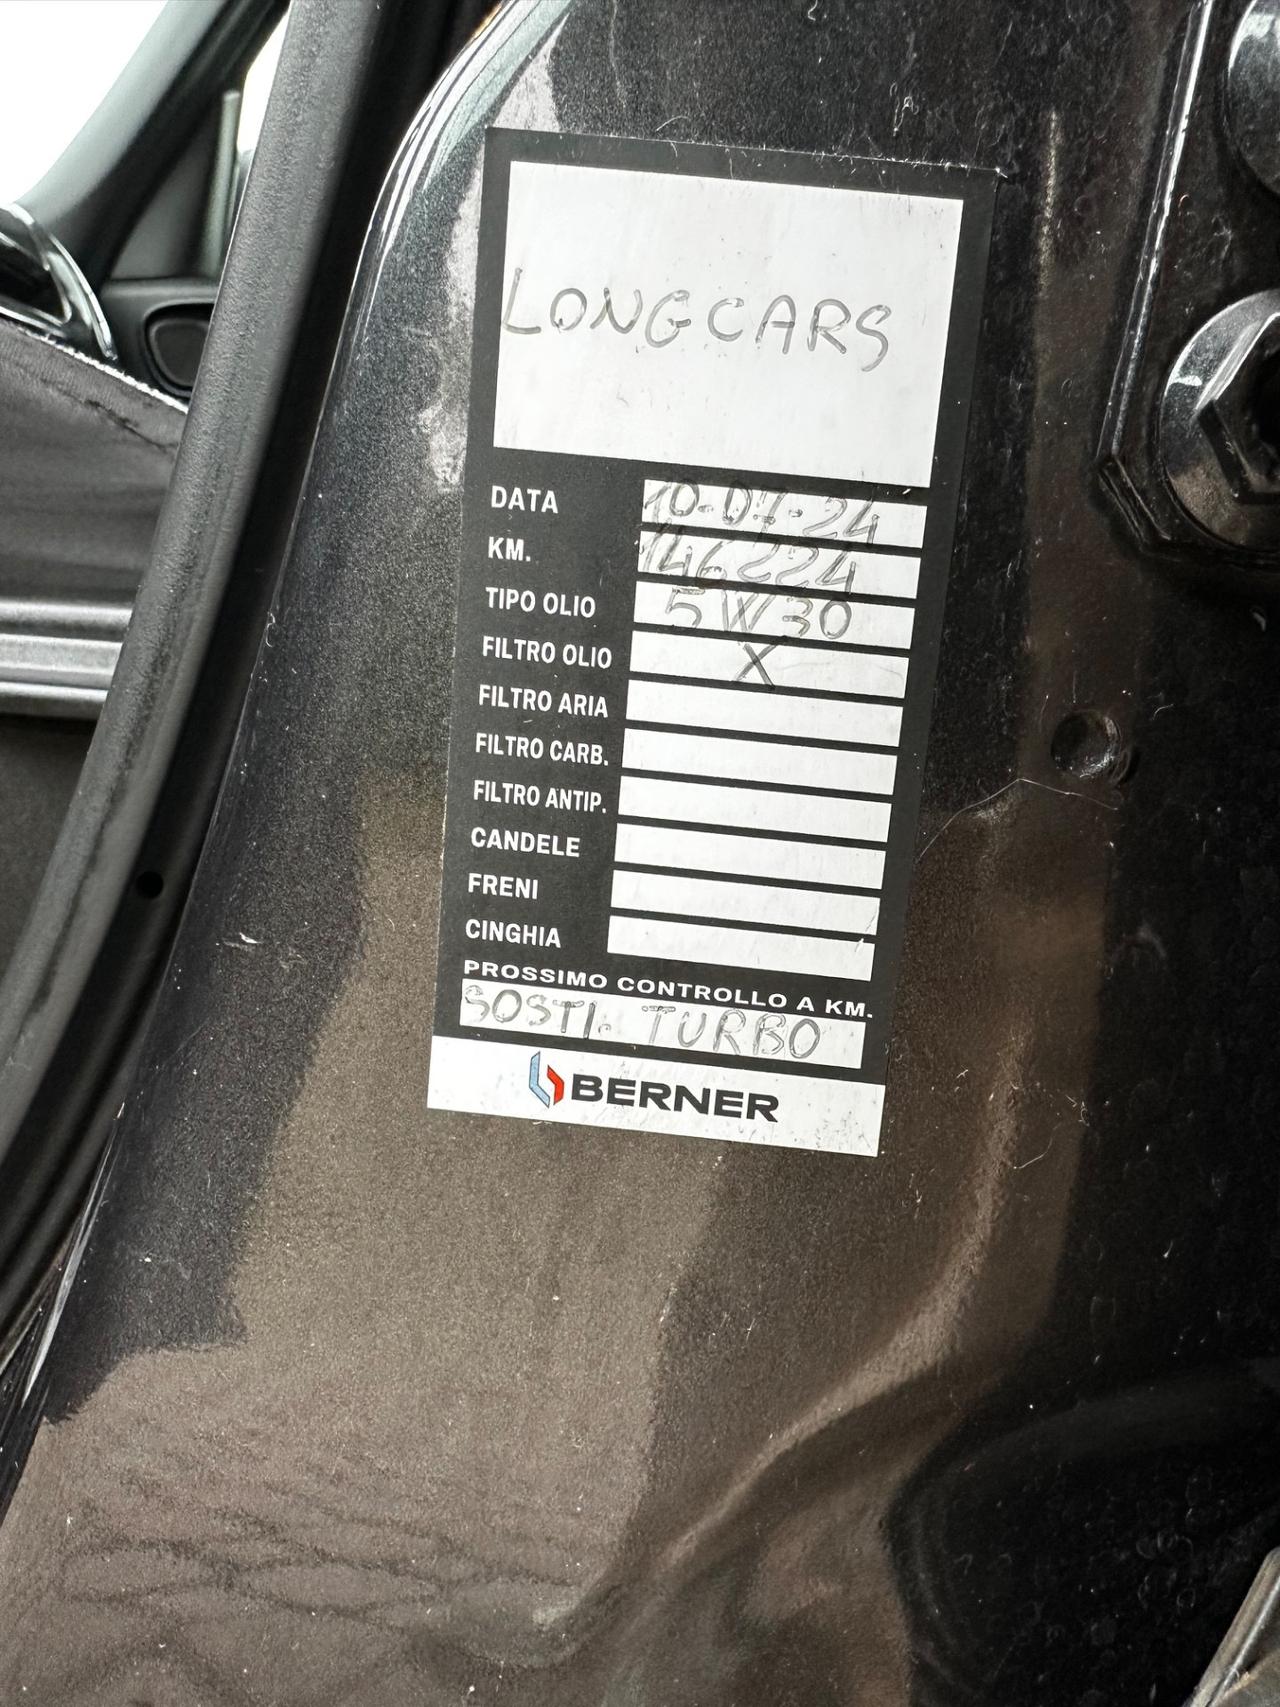 LONGCARS
DATA 10-07-24
KM. 146224
TIPO OLIO 5W30
FILTRO OLIO X
FILTRO ARIA
FILTRO CARB.
FILTRO ANTIP.
CANDELE
FRENI
CINGHIA
PROSSIMO CONTROLLO A KM.
SOSTI. TURBO
BERNER